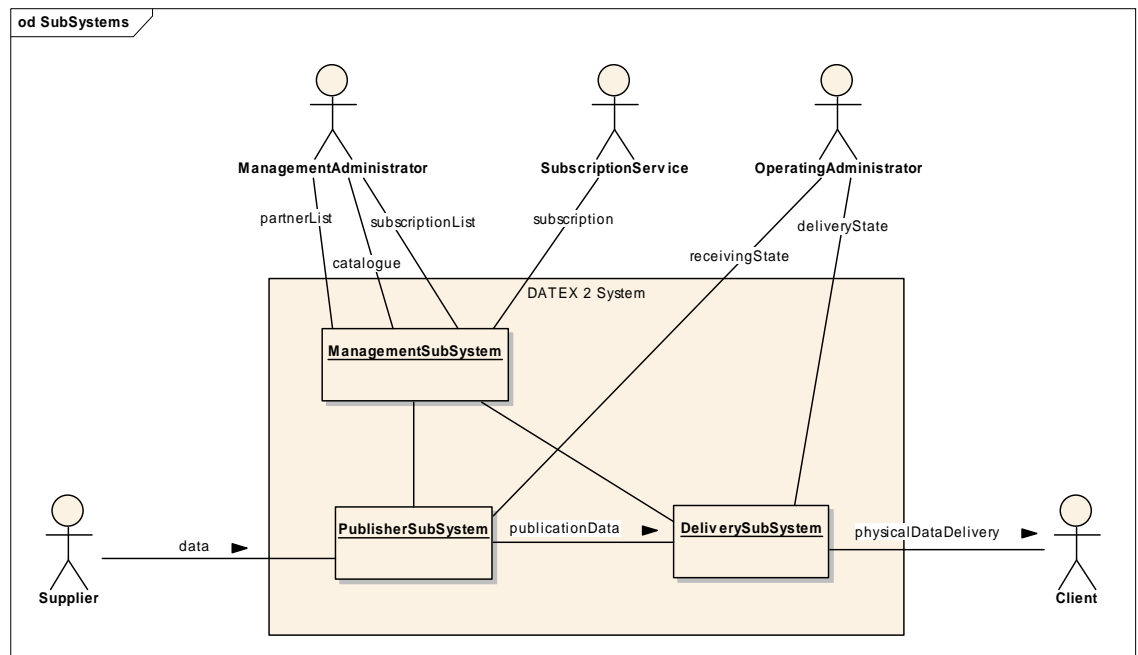 od SubSystems
ManagementAdministrator
SubscriptionService
OperatingAdministrator
partnerList
subscriptionList
subscription
deliveryState
catalogue
receivingState
DATEX 2 System
ManagementSubSystem
PublisherSubSystem
publicationData
DeliverySubSystem
physicalDataDelivery
data
Supplier
Client